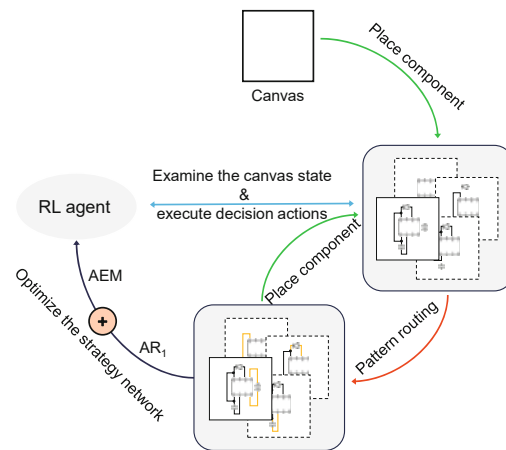 Canvas
Place component
Examine the canvas state
&
execute decision actions
RL agent
Place component
AEM
+
Optimize the strategy network
AR₁
Pattern routing